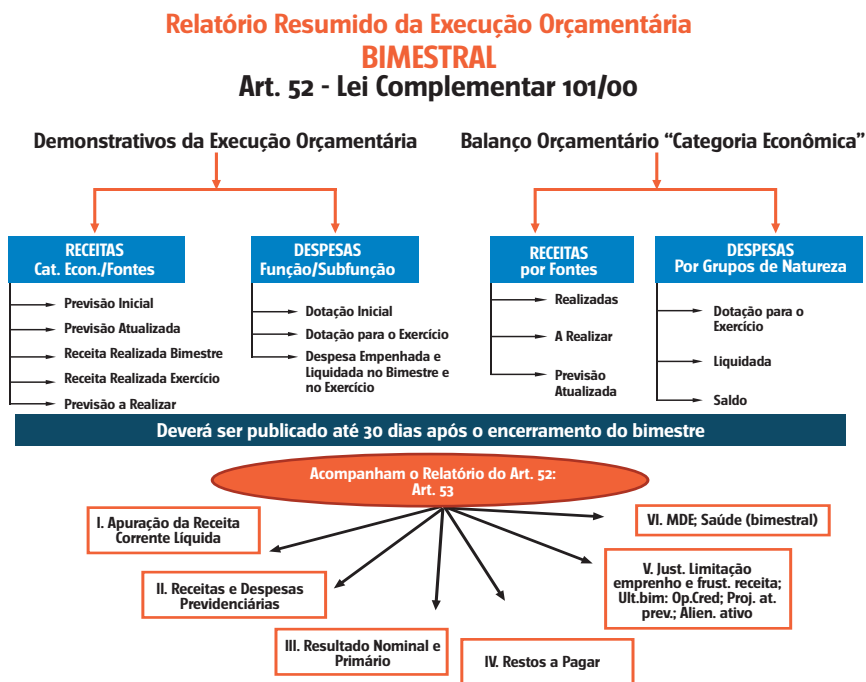 Relatório Resumido da Execução Orçamentária
BIMESTRAL
Art. 52 - Lei Complementar 101/00
Demonstrativos da Execução Orçamentária
RECEITAS
Cat. Econ./Fontes
Previsão Inicial
Previsão Atualizada
Receita Realizada Bimestre
Receita Realizada Exercício
Previsão a Realizar
DESPESAS
Função/Subfunção
Dotação Inicial
Dotação para o Exercício
Despesa Empenhada e
Liquidada no Bimestre e
no Exercício
Balanço Orçamentário “Categoria Econômica”
RECEITAS
por Fontes
Realizadas
A Realizar
Previsão
Atualizada
DESPESAS
Por Grupos de Natureza
Dotação para o
Exercício
Liquidada
Saldo
Deverá ser publicado até 30 dias após o encerramento do bimestre
Acompanham o Relatório do Art. 52:
Art. 53
I. Apuração da Receita
Corrente Líquida
II. Receitas e Despesas
Previdenciárias
III. Resultado Nominal e
Primário
IV. Restos a Pagar
V. Just. Limitação
emprenho e frust. receita;
Ult.bim: Op.Cred; Proj. at.
prev.; Alien. ativo
VI. MDE; Saúde (bimestral)